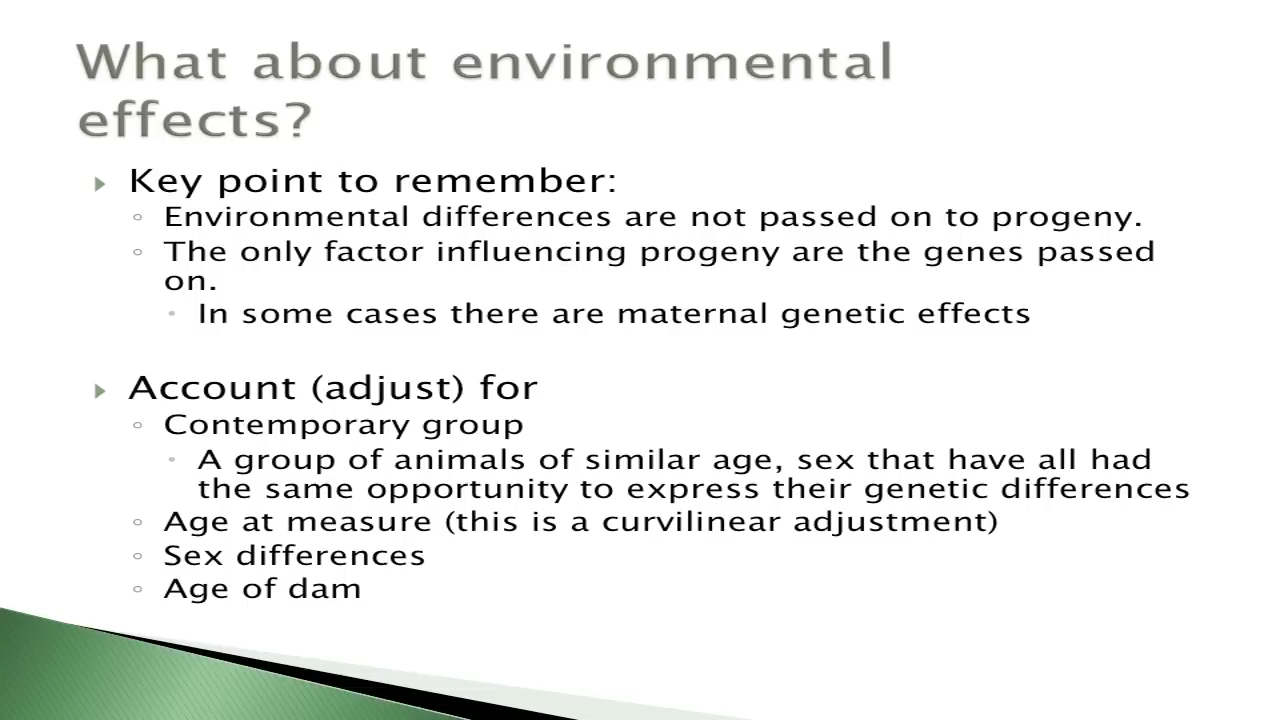 What about environmental
effects?
Key point to remember:
Environmental differences are not passed on to progeny.
The only factor influencing progeny are the genes passed
on.
In some cases there are maternal genetic effects
Account (adjust) for
Contemporary group
A group of animals of similar age, sex that have all had
the same opportunity to express their genetic differences
Age at measure (this is a curvilinear adjustment)
Sex differences
Age of dam